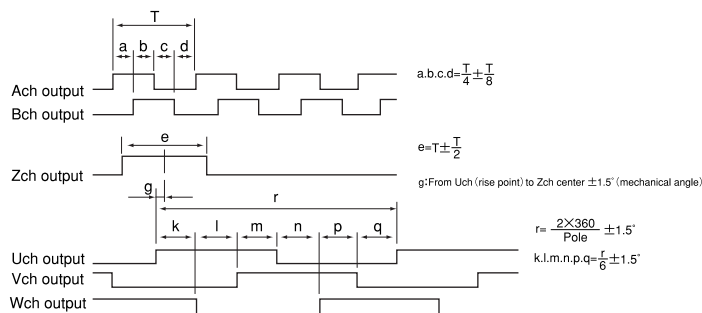 T
a b c d
Ach output
a.b.c.d=T/4±T/8
Bch output
e
e=T±T/2
Zch output
g:From Uch (rise point) to Zch center ±1.5° (mechanical angle)
g
r
k l m n p q
r= 2×360/Pole ±1.5°
Uch output
k.l.m.n.p.q=r/6±1.5°
Vch output
Wch output